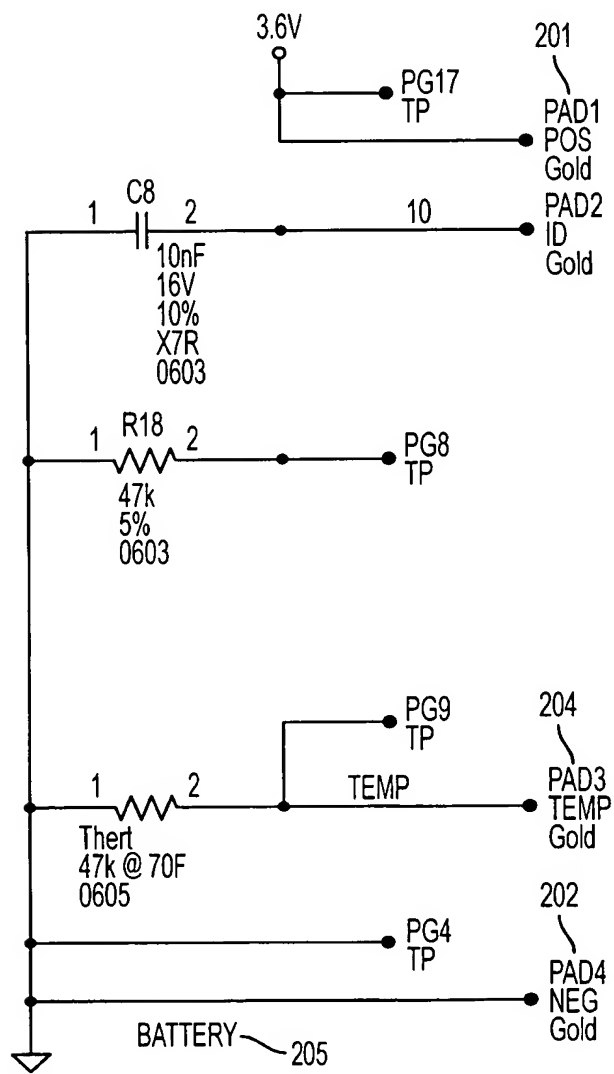 3.6V
201
PG17
TP
PAD1
POS
Gold
C8
1
2
10
10nF
16V
10%
X7R
0603
PAD2
ID
Gold
R18
1
2
47k
5%
0603
PG8
TP
PG9
TP
204
1
2
TEMP
Thert
47k @ 70F
0605
PAD3
TEMP
Gold
202
PG4
TP
PAD4
NEG
Gold
BATTERY
205